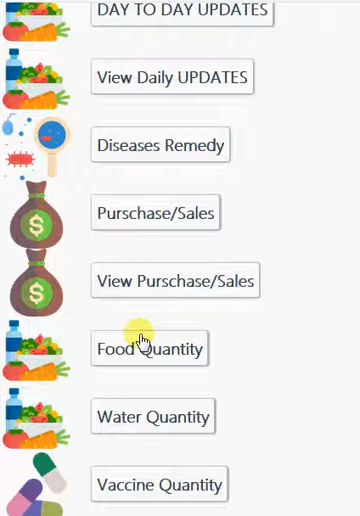 DAY TO DAY UPDATES
View Daily UPDATES
Diseases Remedy
Purschase/Sales
View Purschase/Sales
Food Quantity
Water Quantity
Vaccine Quantity